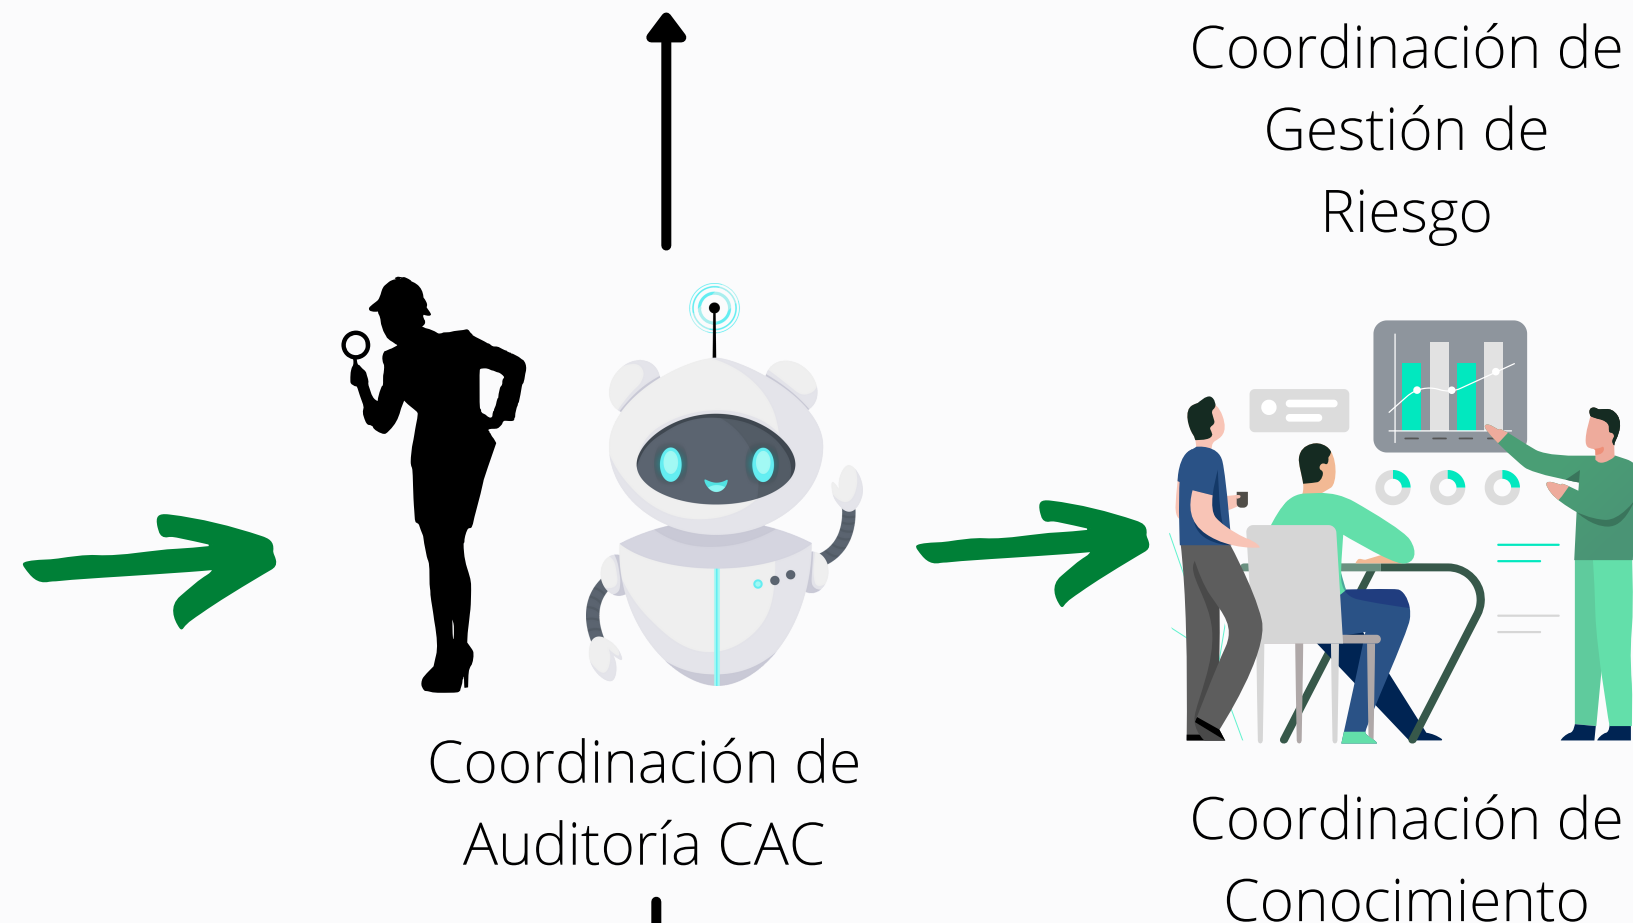 Coordinación de
Gestión de
Riesgo
Coordinación de
Auditoría CAC
Coordinación de
Conocimiento